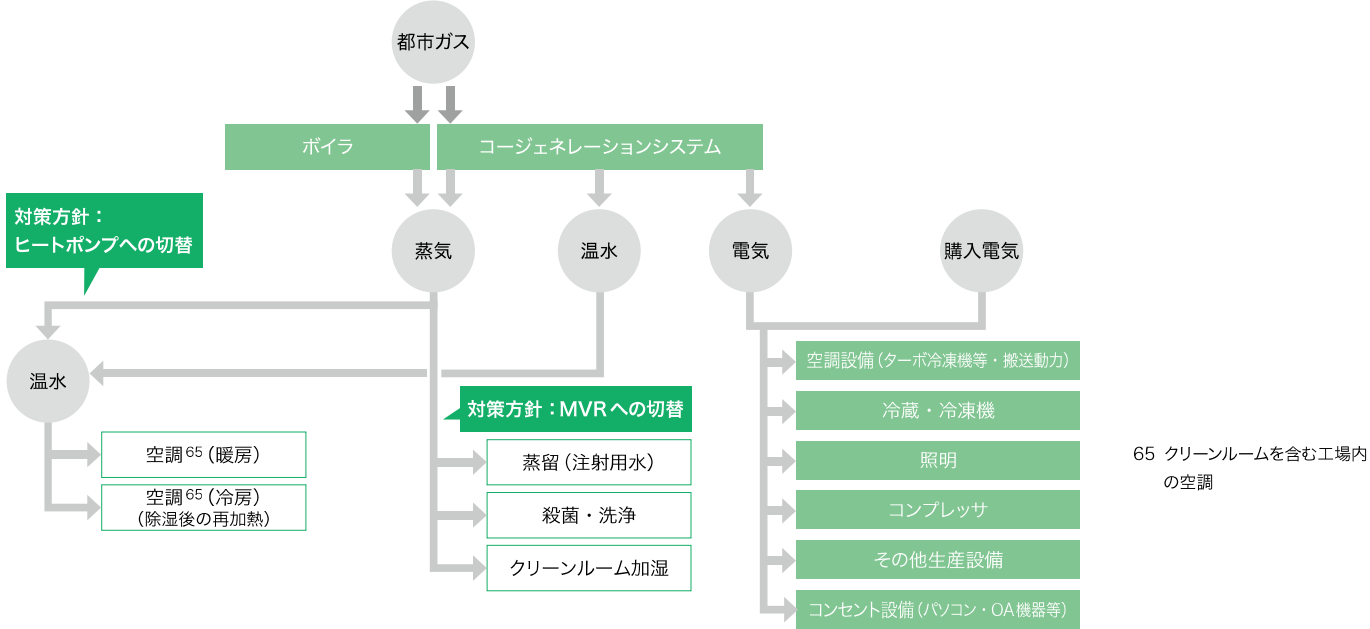 都市ガス
ボイラ
コージェネレーションシステム
対策方針：
ヒートポンプへの切替
蒸気
温水
電気
購入電気
温水
空調65（暖房）
空調65（冷房）
（除湿後の再加熱）
対策方針：MVRへの切替
蒸留（注射用水）
殺菌・洗浄
クリーンルーム加湿
空調設備（ターボ冷凍機等・搬送動力）
冷蔵・冷凍機
照明
コンプレッサ
その他生産設備
コンセント設備（パソコン・OA機器等）
65 クリーンルームを含む工場内
の空調